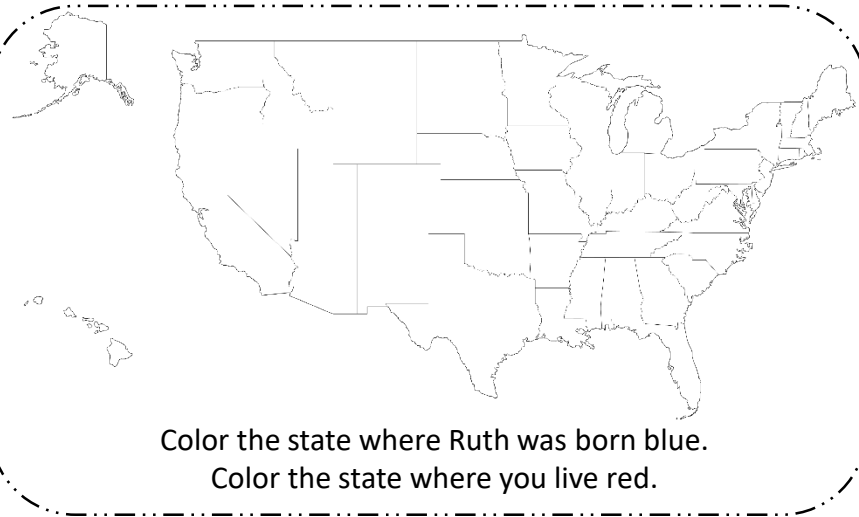 Color the state where Ruth was born blue.
Color the state where you live red.